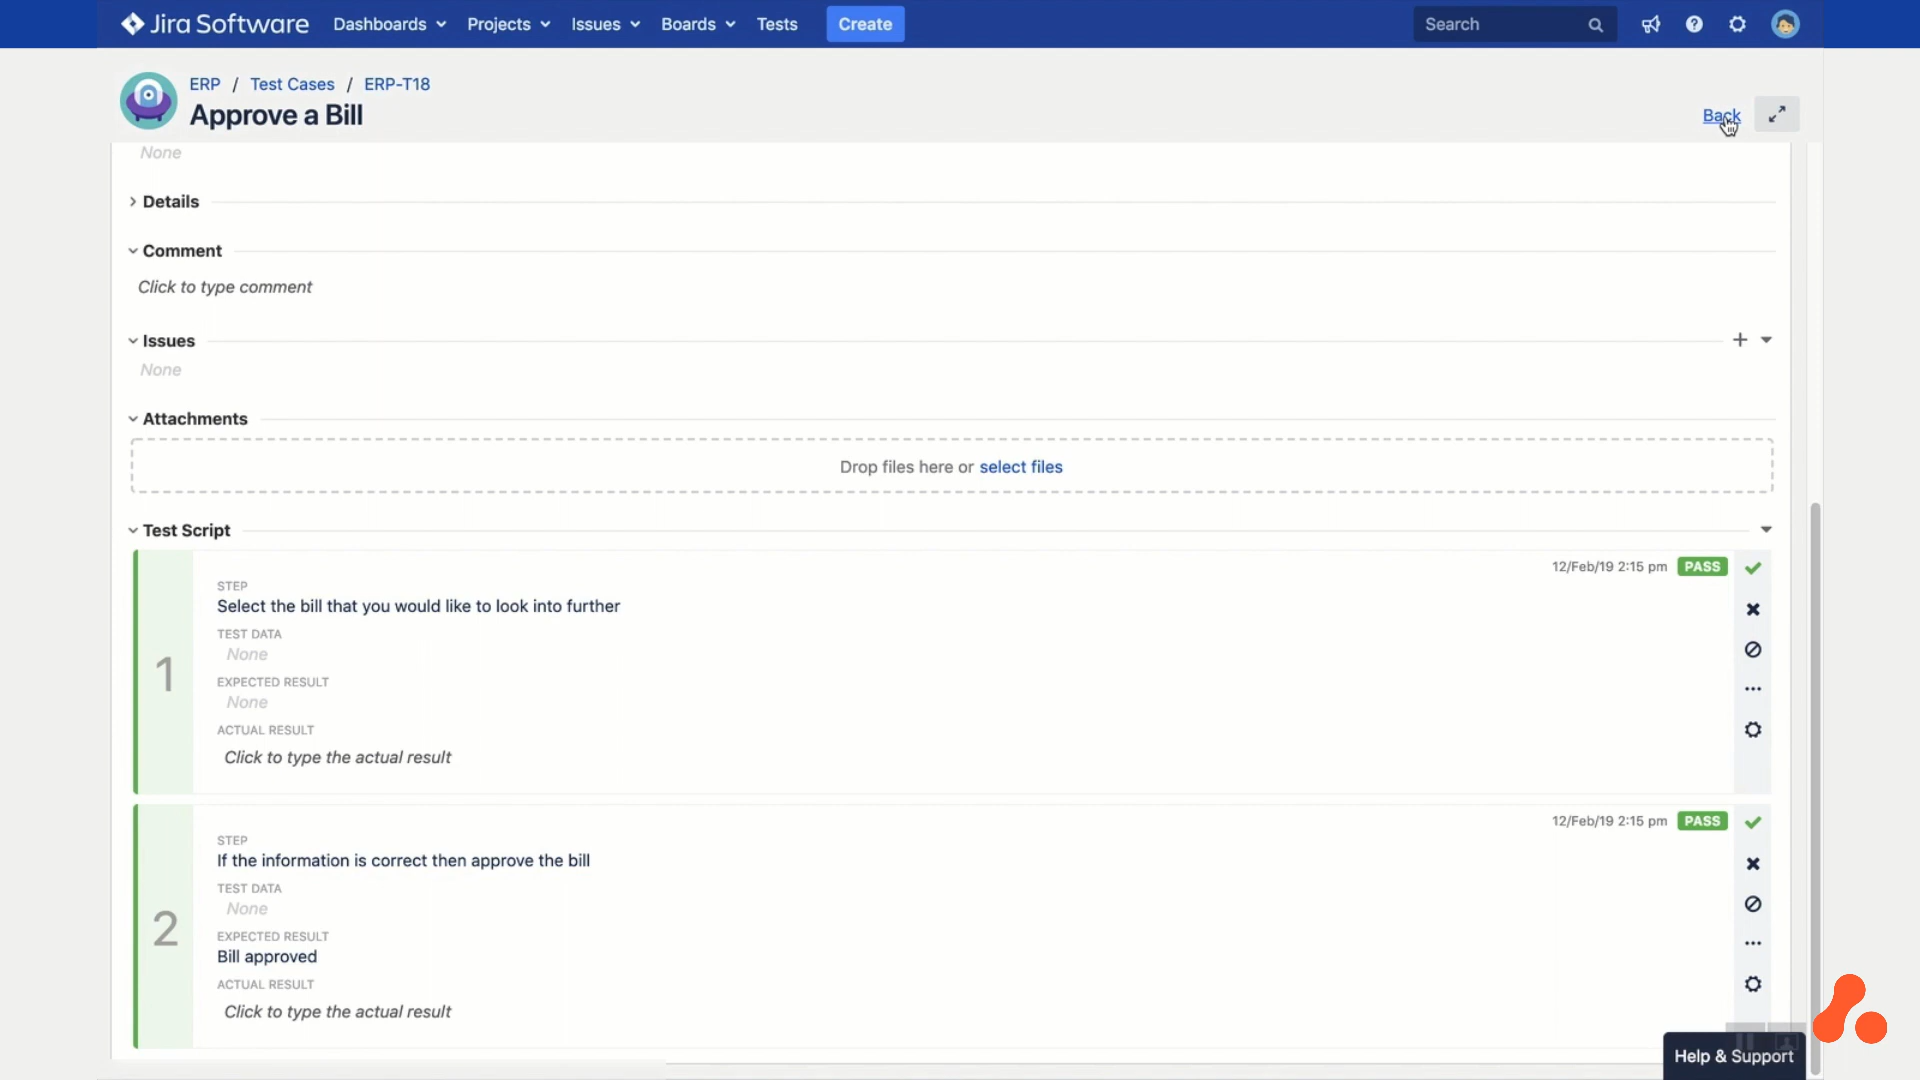 Jira Software Dashboards Projects Issues Boards Tests Create Search
ERP / Test Cases / ERP-T18
Approve a Bill
Back
None
Details
Comment
Click to type comment
Issues
None
Attachments
Drop files here or select files
Test Script
12/Feb/19 2:15 pm PASS
STEP
Select the bill that you would like to look into further
TEST DATA
None
1
EXPECTED RESULT
None
ACTUAL RESULT
Click to type the actual result
12/Feb/19 2:15 pm PASS
STEP
If the information is correct then approve the bill
TEST DATA
None
2
EXPECTED RESULT
Bill approved
ACTUAL RESULT
Click to type the actual result
Help & Support